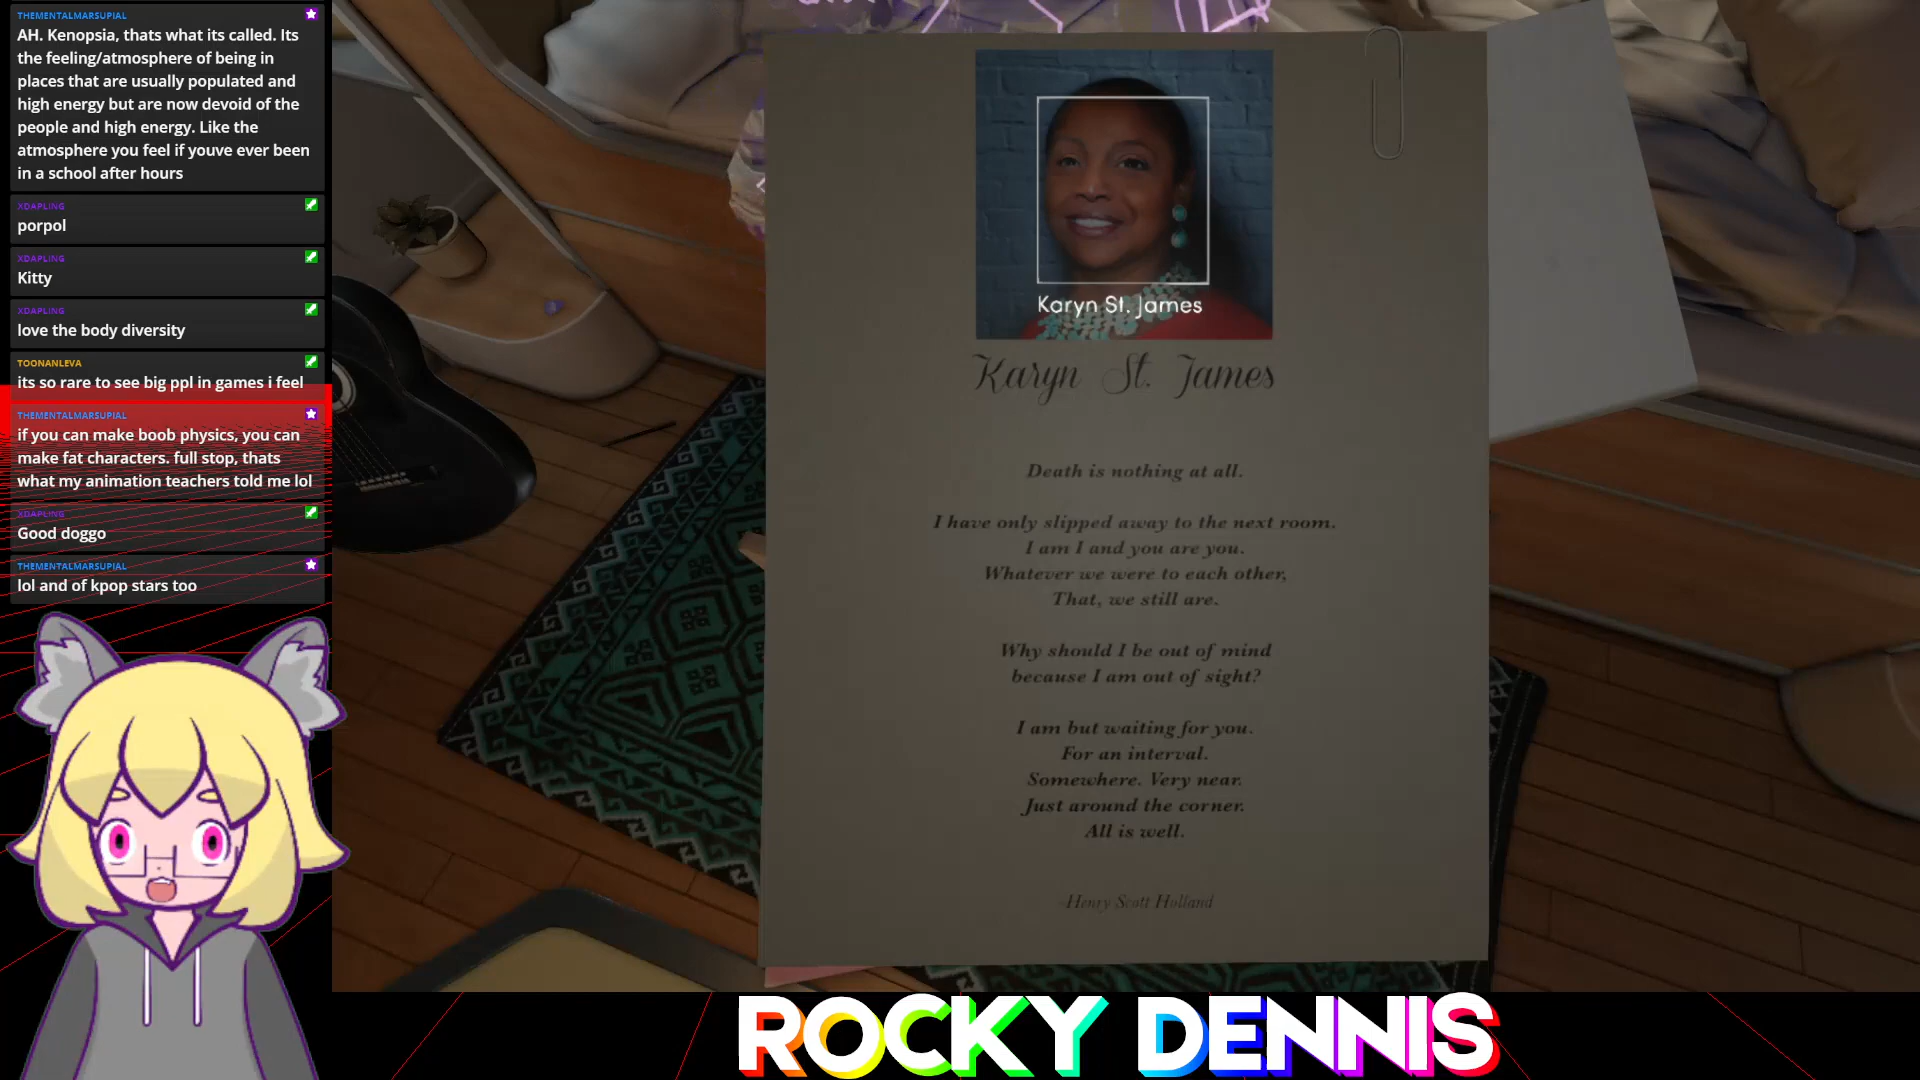 THEMENTALMARSUPIAL
AH. Kenopsia, thats what its called. Its
the feeling/atmosphere of being in
places that are usually populated and
high energy but are now devoid of the
people and high energy. Like the
atmosphere you feel if youve ever been
in a school after hours
XDAPLING
porpol
XDAPLING
Kitty
XDAPLING
love the body diversity
TOONANLEVA
its so rare to see big ppl in games i feel
THEMENTALMARSUPIAL
if you can make boob physics, you can
make fat characters. full stop, thats
what my animation teachers told me lol
XDAPLING
Good doggo
THEMENTALMARSUPIAL
lol and of kpop stars too
Karyn St. James
Karyn St. James
Death is nothing at all.
I have only slipped away to the next room.
I am I and you are you.
Whatever we were to each other,
That, we still are.
Why should I be out of mind
because I am out of sight?
I am but waiting for you.
For an interval.
Somewhere. Very near.
Just around the corner.
All is well.
-Henry Scott Holland
ROCKY DENNIS